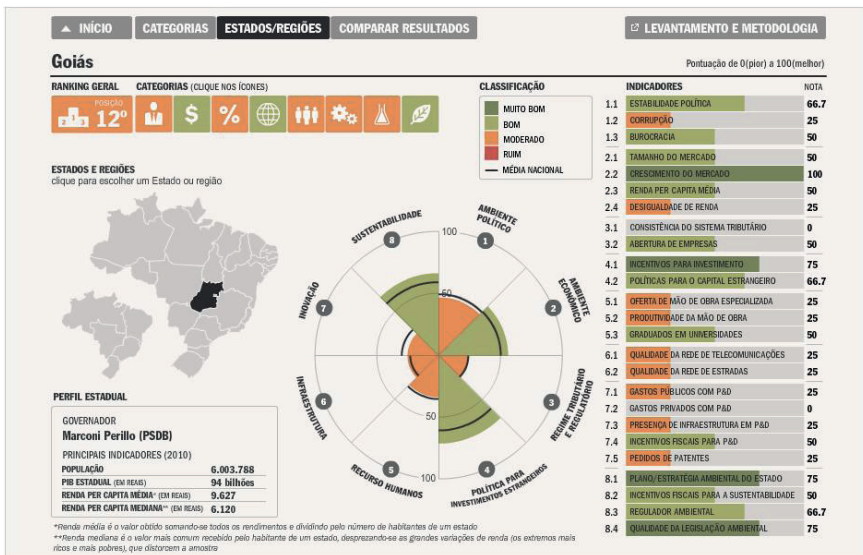 INÍCIO
CATEGORIAS
ESTADOS/REGIÕES
COMPARAR RESULTADOS
LEVANTAMENTO E METODOLOGIA
Goiás
Pontuação de 0(pior) a 100(melhor)
RANKING GERAL
CATEGORIAS (CLIQUE NOS ÍCONES)
POSIÇÃO
2 1 3
12º
$
%
ESTADOS E REGIÕES
clique para escolher um Estado ou região
CLASSIFICAÇÃO
MUITO BOM
BOM
MODERADO
RUIM
MÉDIA NACIONAL
SUSTENTABILIDADE
8
100
AMBIENTE
POLÍTICO
1
INOVAÇÃO
7
50
AMBIENTE
ECONÔMICO
2
INFRAESTRUTURA
6
REGIME TRIBUTÁRIO
E REGULATÓRIO
3
50
RECURSO HUMANOS
5
100
POLÍTICA PARA
INVESTIMENTOS ESTRANGEIROS
4
PERFIL ESTADUAL
GOVERNADOR
Marconi Perillo (PSDB)
PRINCIPAIS INDICADORES (2010)
POPULAÇÃO 6.003.788
PIB ESTADUAL (EM REAIS) 94 bilhões
RENDA PER CAPITA MÉDIA* (EM REAIS) 9.627
RENDA PER CAPITA MEDIANA** (EM REAIS) 6.120
*Renda média é o valor obtido somando-se todos os rendimentos e dividindo pelo número de habitantes de um estado
**Renda mediana é o valor mais comum recebido pelo habitante de um estado, desprezando-se as grandes variações de renda (os extremos mais
ricos e mais pobres), que distorcem a amostra
INDICADORES NOTA
1.1 ESTABILIDADE POLÍTICA 66.7
1.2 CORRUPÇÃO 25
1.3 BUROCRACIA 50
2.1 TAMANHO DO MERCADO 50
2.2 CRESCIMENTO DO MERCADO 100
2.3 RENDA PER CAPITA MÉDIA 50
2.4 DESIGUALDADE DE RENDA 25
3.1 CONSISTÊNCIA DO SISTEMA TRIBUTÁRIO 0
3.2 ABERTURA DE EMPRESAS 50
4.1 INCENTIVOS PARA INVESTIMENTO 75
4.2 POLÍTICAS PARA O CAPITAL ESTRANGEIRO 66.7
5.1 OFERTA DE MÃO DE OBRA ESPECIALIZADA 25
5.2 PRODUTIVIDADE DA MÃO DE OBRA 25
5.3 GRADUADOS EM UNIVERSIDADES 50
6.1 QUALIDADE DA REDE DE TELECOMUNICAÇÕES 25
6.2 QUALIDADE DA REDE DE ESTRADAS 25
7.1 GASTOS PÚBLICOS COM P&D 25
7.2 GASTOS PRIVADOS COM P&D 0
7.3 PRESENÇA DE INFRAESTRUTURA EM P&D 25
7.4 INCENTIVOS FISCAIS PARA P&D 50
7.5 PEDIDOS DE PATENTES 25
8.1 PLANO/ESTRATÉGIA AMBIENTAL DO ESTADO 75
8.2 INCENTIVOS FISCAIS PARA A SUSTENTABILIDADE 50
8.3 REGULADOR AMBIENTAL 66.7
8.4 QUALIDADE DA LEGISLAÇÃO AMBIENTAL 75